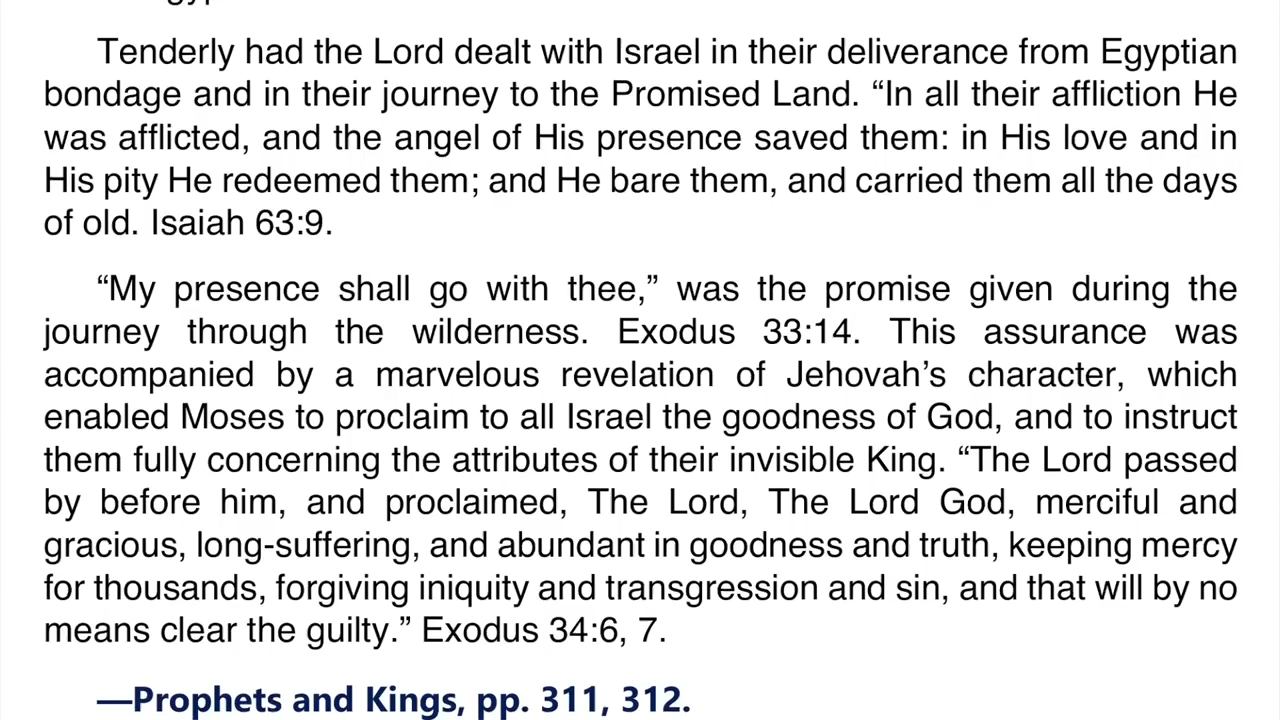 Tenderly had the Lord dealt with Israel in their deliverance from Egyptian
bondage and in their journey to the Promised Land. “In all their affliction He
was afflicted, and the angel of His presence saved them: in His love and in
His pity He redeemed them; and He bare them, and carried them all the days
of old. Isaiah 63:9.
“My presence shall go with thee,” was the promise given during the
journey through the wilderness. Exodus 33:14. This assurance was
accompanied by a marvelous revelation of Jehovah’s character, which
enabled Moses to proclaim to all Israel the goodness of God, and to instruct
them fully concerning the attributes of their invisible King. “The Lord passed
by before him, and proclaimed, The Lord, The Lord God, merciful and
gracious, long-suffering, and abundant in goodness and truth, keeping mercy
for thousands, forgiving iniquity and transgression and sin, and that will by no
means clear the guilty.” Exodus 34:6, 7.
—Prophets and Kings, pp. 311, 312.